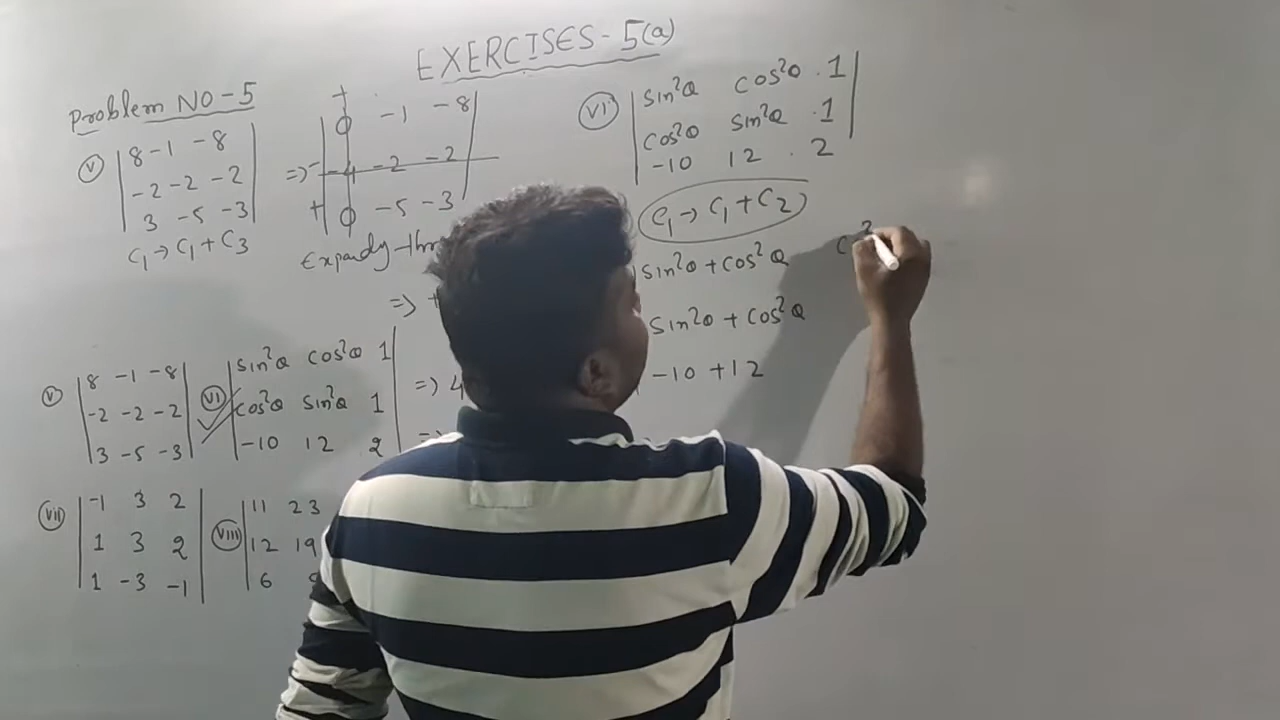 EXERCISES - 5(a)
Problem NO - 5
(V) | 8 -1 -8 |
| -2 -2 -2 |
| 3 -5 -3 |
C₁ → C₁ + C₃
=> | 0 -1 -8 |
| -4 -2 -2 |
| 0 -5 -3 |
(V) | 8 -1 -8 |
| -2 -2 -2 |
| 3 -5 -3 |
(VI) | sin²θ cos²θ 1 |
| cos²θ sin²θ 1 |
| -10 12 2 |
(VII) | -1 3 2 |
| 1 3 2 |
| 1 -3 -1 |
(VIII) | 11 23
| 12 19
| 6
=>
=> 4
=>
(VI) | sin²θ cos²θ . 1 |
| cos²θ sin²θ . 1 |
| -10 12 . 2 |
C₁ → C₁ + C₂
| sin²θ + cos²θ
sin²θ + cos²θ
-10 + 12